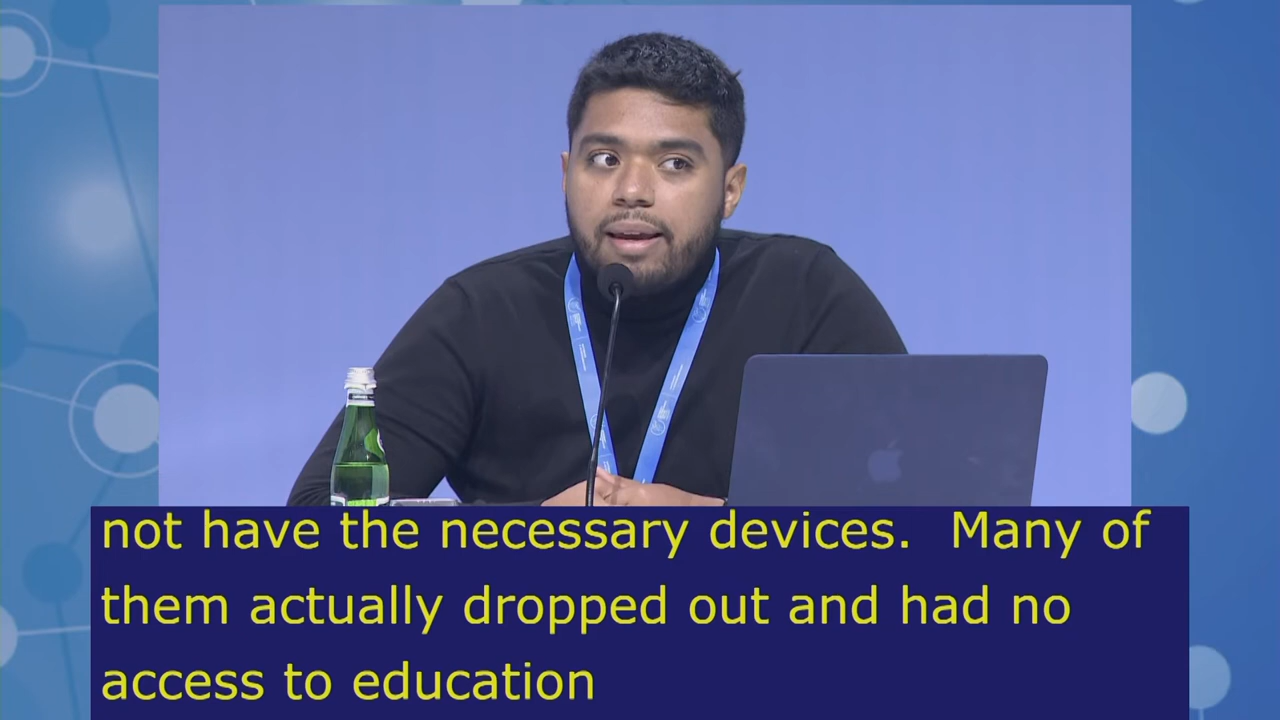 not have the necessary devices.  Many of
them actually dropped out and had no
access to education